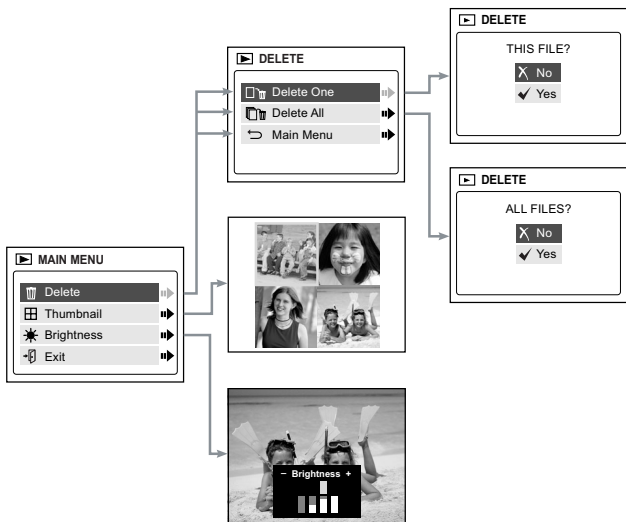 DELETE
THIS FILE?
No
Yes
DELETE
Delete One
Delete All
Main Menu
DELETE
ALL FILES?
No
Yes
MAIN MENU
Delete
Thumbnail
Brightness
Exit
− Brightness +